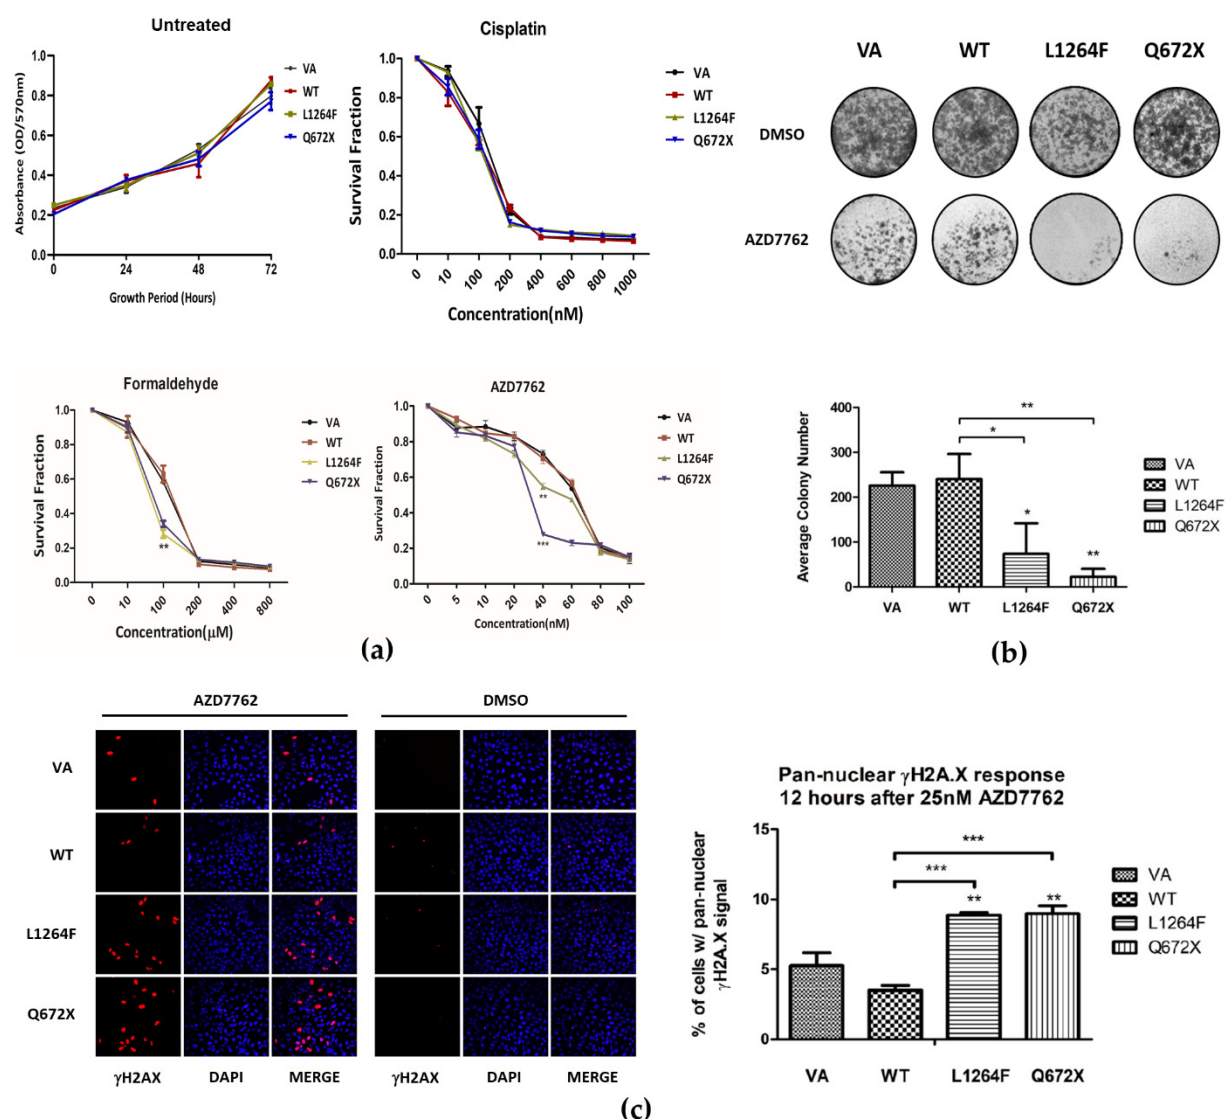 Untreated
1.0
0.8
0.6
0.4
0.2
0.0
Absorbance (OD/570nm)
0 24 48 72
Growth Period (Hours)
VA
WT
L1264F
Q672X
Cisplatin
1.0
0.8
0.6
0.4
0.2
0.0
Survival Fraction
0 10 100 200 400 600 800 1000
Concentration(nM)
VA
WT
L1264F
Q672X
VA WT L1264F Q672X
DMSO
AZD7762
Formaldehyde
1.0
0.8
0.6
0.4
0.2
0.0
Survival Fraction
**
0 10 100 200 400 800
Concentration(μM)
VA
WT
L1264F
Q672X
AZD7762
1.0
0.8
0.6
0.4
0.2
0.0
Survival Fraction
**
***
0 5 10 20 40 60 80 100
Concentration(nM)
VA
WT
L1264F
Q672X
(a)
400
300
200
100
0
Average Colony Number
**
*
*
**
VA WT L1264F Q672X
VA
WT
L1264F
Q672X
(b)
AZD7762 DMSO
VA
WT
L1264F
Q672X
γH2AX DAPI MERGE γH2AX DAPI MERGE
Pan-nuclear γH2A.X response
12 hours after 25nM AZD7762
15
10
5
0
% of cells w/ pan-nuclear
γH2A.X signal
***
***
** **
VA WT L1264F Q672X
VA
WT
L1264F
Q672X
(c)